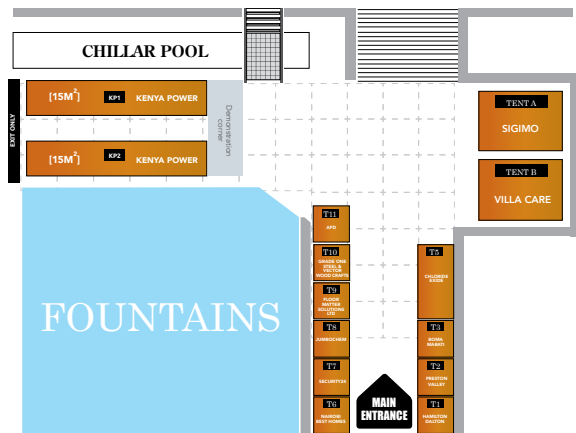 CHILLAR POOL
[15M²] KP1 KENYA POWER
Demonstration
corner
EXIT ONLY
[15M²] KP2 KENYA POWER
TENT A
SIGIMO
TENT B
VILLA CARE
FOUNTAINS
T11
AFD
T10
GRADE ONE
STEEL &
VECTOR
WOOD CRAFTS
T9
FLOOR
MATTER
SOLUTIONS
LTD
T8
JUMBOCHEM
T7
SECURITY24
T6
NAIROBI
BEST HOMES
MAIN
ENTRANCE
T5
CHLORIDE
EXIDE
T3
BOMA
MABATI
T2
PRESTON
VALLEY
T1
HAMILTON
DALTON